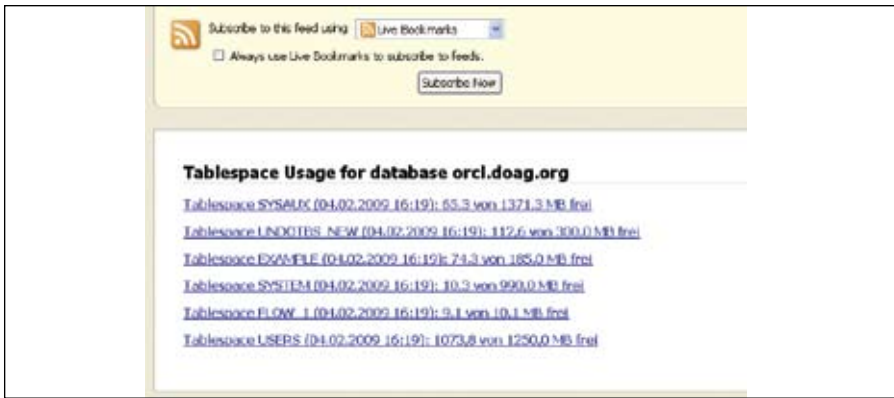 Subscribe to this feed using Live Bookmarks
Always use Live Bookmarks to subscribe to feeds.
Subscribe Now
Tablespace Usage for database orcl.doag.org
Tablespace SYSAUX (04.02.2009 16:19): 65,3 von 1371,3 MB frei
Tablespace UNDOTBS_NEW (04.02.2009 16:19): 112,6 von 300,0 MB frei
Tablespace EXAMPLE (04.02.2009 16:19): 74,3 von 185,0 MB frei
Tablespace SYSTEM (04.02.2009 16:19): 10,3 von 990,0 MB frei
Tablespace FLOW_1 (04.02.2009 16:19): 9,1 von 10,1 MB frei
Tablespace USERS (04.02.2009 16:19): 1073,8 von 1250,0 MB frei